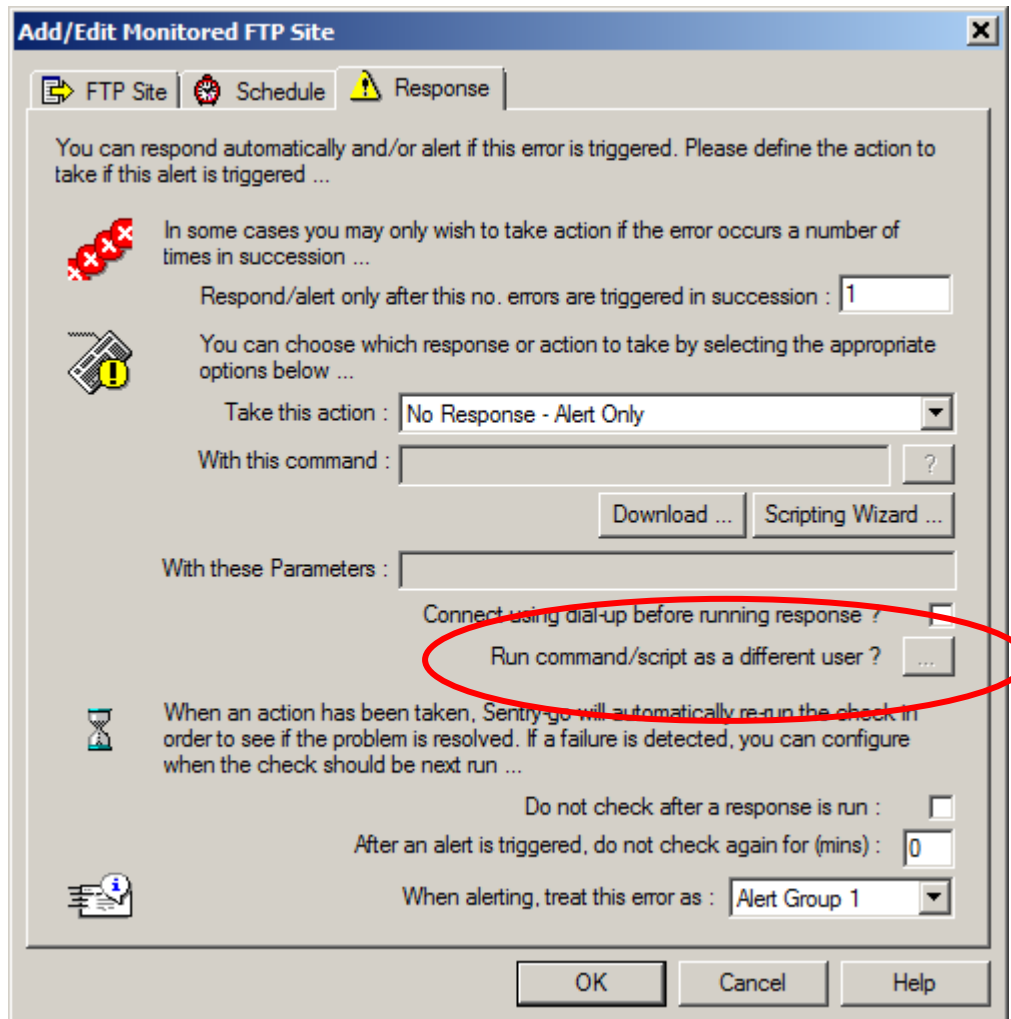 Add/Edit Monitored FTP Site
FTP Site
Schedule
Response
You can respond automatically and/or alert if this error is triggered. Please define the action to
take if this alert is triggered ...
In some cases you may only wish to take action if the error occurs a number of
times in succession ...
Respond/alert only after this no. errors are triggered in succession : 1
You can choose which response or action to take by selecting the appropriate
options below ...
Take this action : No Response - Alert Only
With this command : ?
Download ... Scripting Wizard ...
With these Parameters :
Connect using dial-up before running response ?
Run command/script as a different user ? ...
When an action has been taken, Sentry-go will automatically re-run the check in
order to see if the problem is resolved. If a failure is detected, you can configure
when the check should be next run ...
Do not check after a response is run :
After an alert is triggered, do not check again for (mins) : 0
When alerting, treat this error as : Alert Group 1
OK Cancel Help